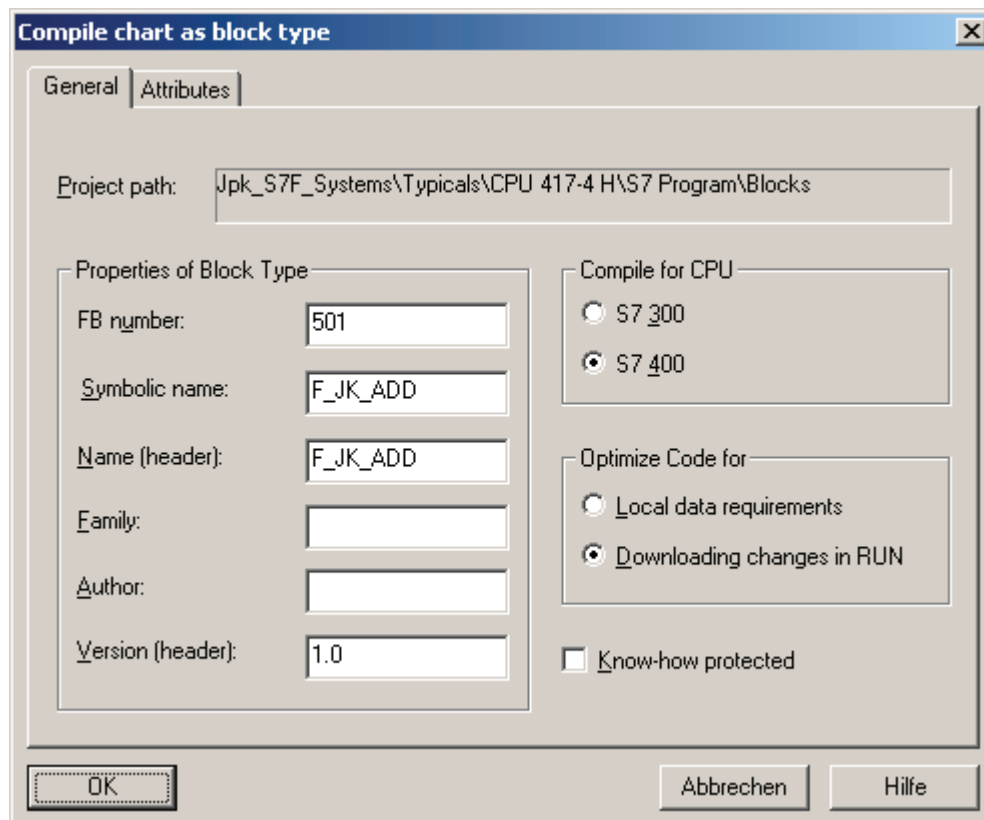 Compile chart as block type
General
Attributes
Project path:
Jpk_S7F_Systems\Typicals\CPU 417-4 H\S7 Program\Blocks
Properties of Block Type
FB number:
501
Symbolic name:
F_JK_ADD
Name (header):
F_JK_ADD
Family:
Author:
Version (header):
1.0
Compile for CPU
S7 300
S7 400
Optimize Code for
Local data requirements
Downloading changes in RUN
Know-how protected
OK
Abbrechen
Hilfe